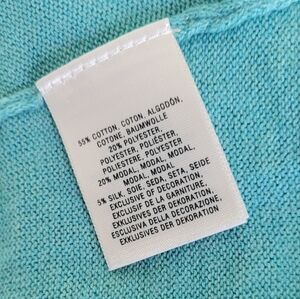 55% COTTON, COTON, ALGODÓN,
COTONE, BAUMWOLLE
20% POLYESTER,
POLYESTER, POLIÉSTER,
POLIESTERE, POLYESTER
20% MODAL, MODAL, MODAL,
MODAL, MODAL
5% SILK, SOIE, SEDA, SETA, SEIDE
EXCLUSIVE OF DECORATION,
EXCLUSIF DE LA GARNITURE,
EXCLUSIVO DE DECORACIÓN,
ESCLUSIVA DELLA DECORAZIONE,
EXKLUSIVES DER DEKORATION